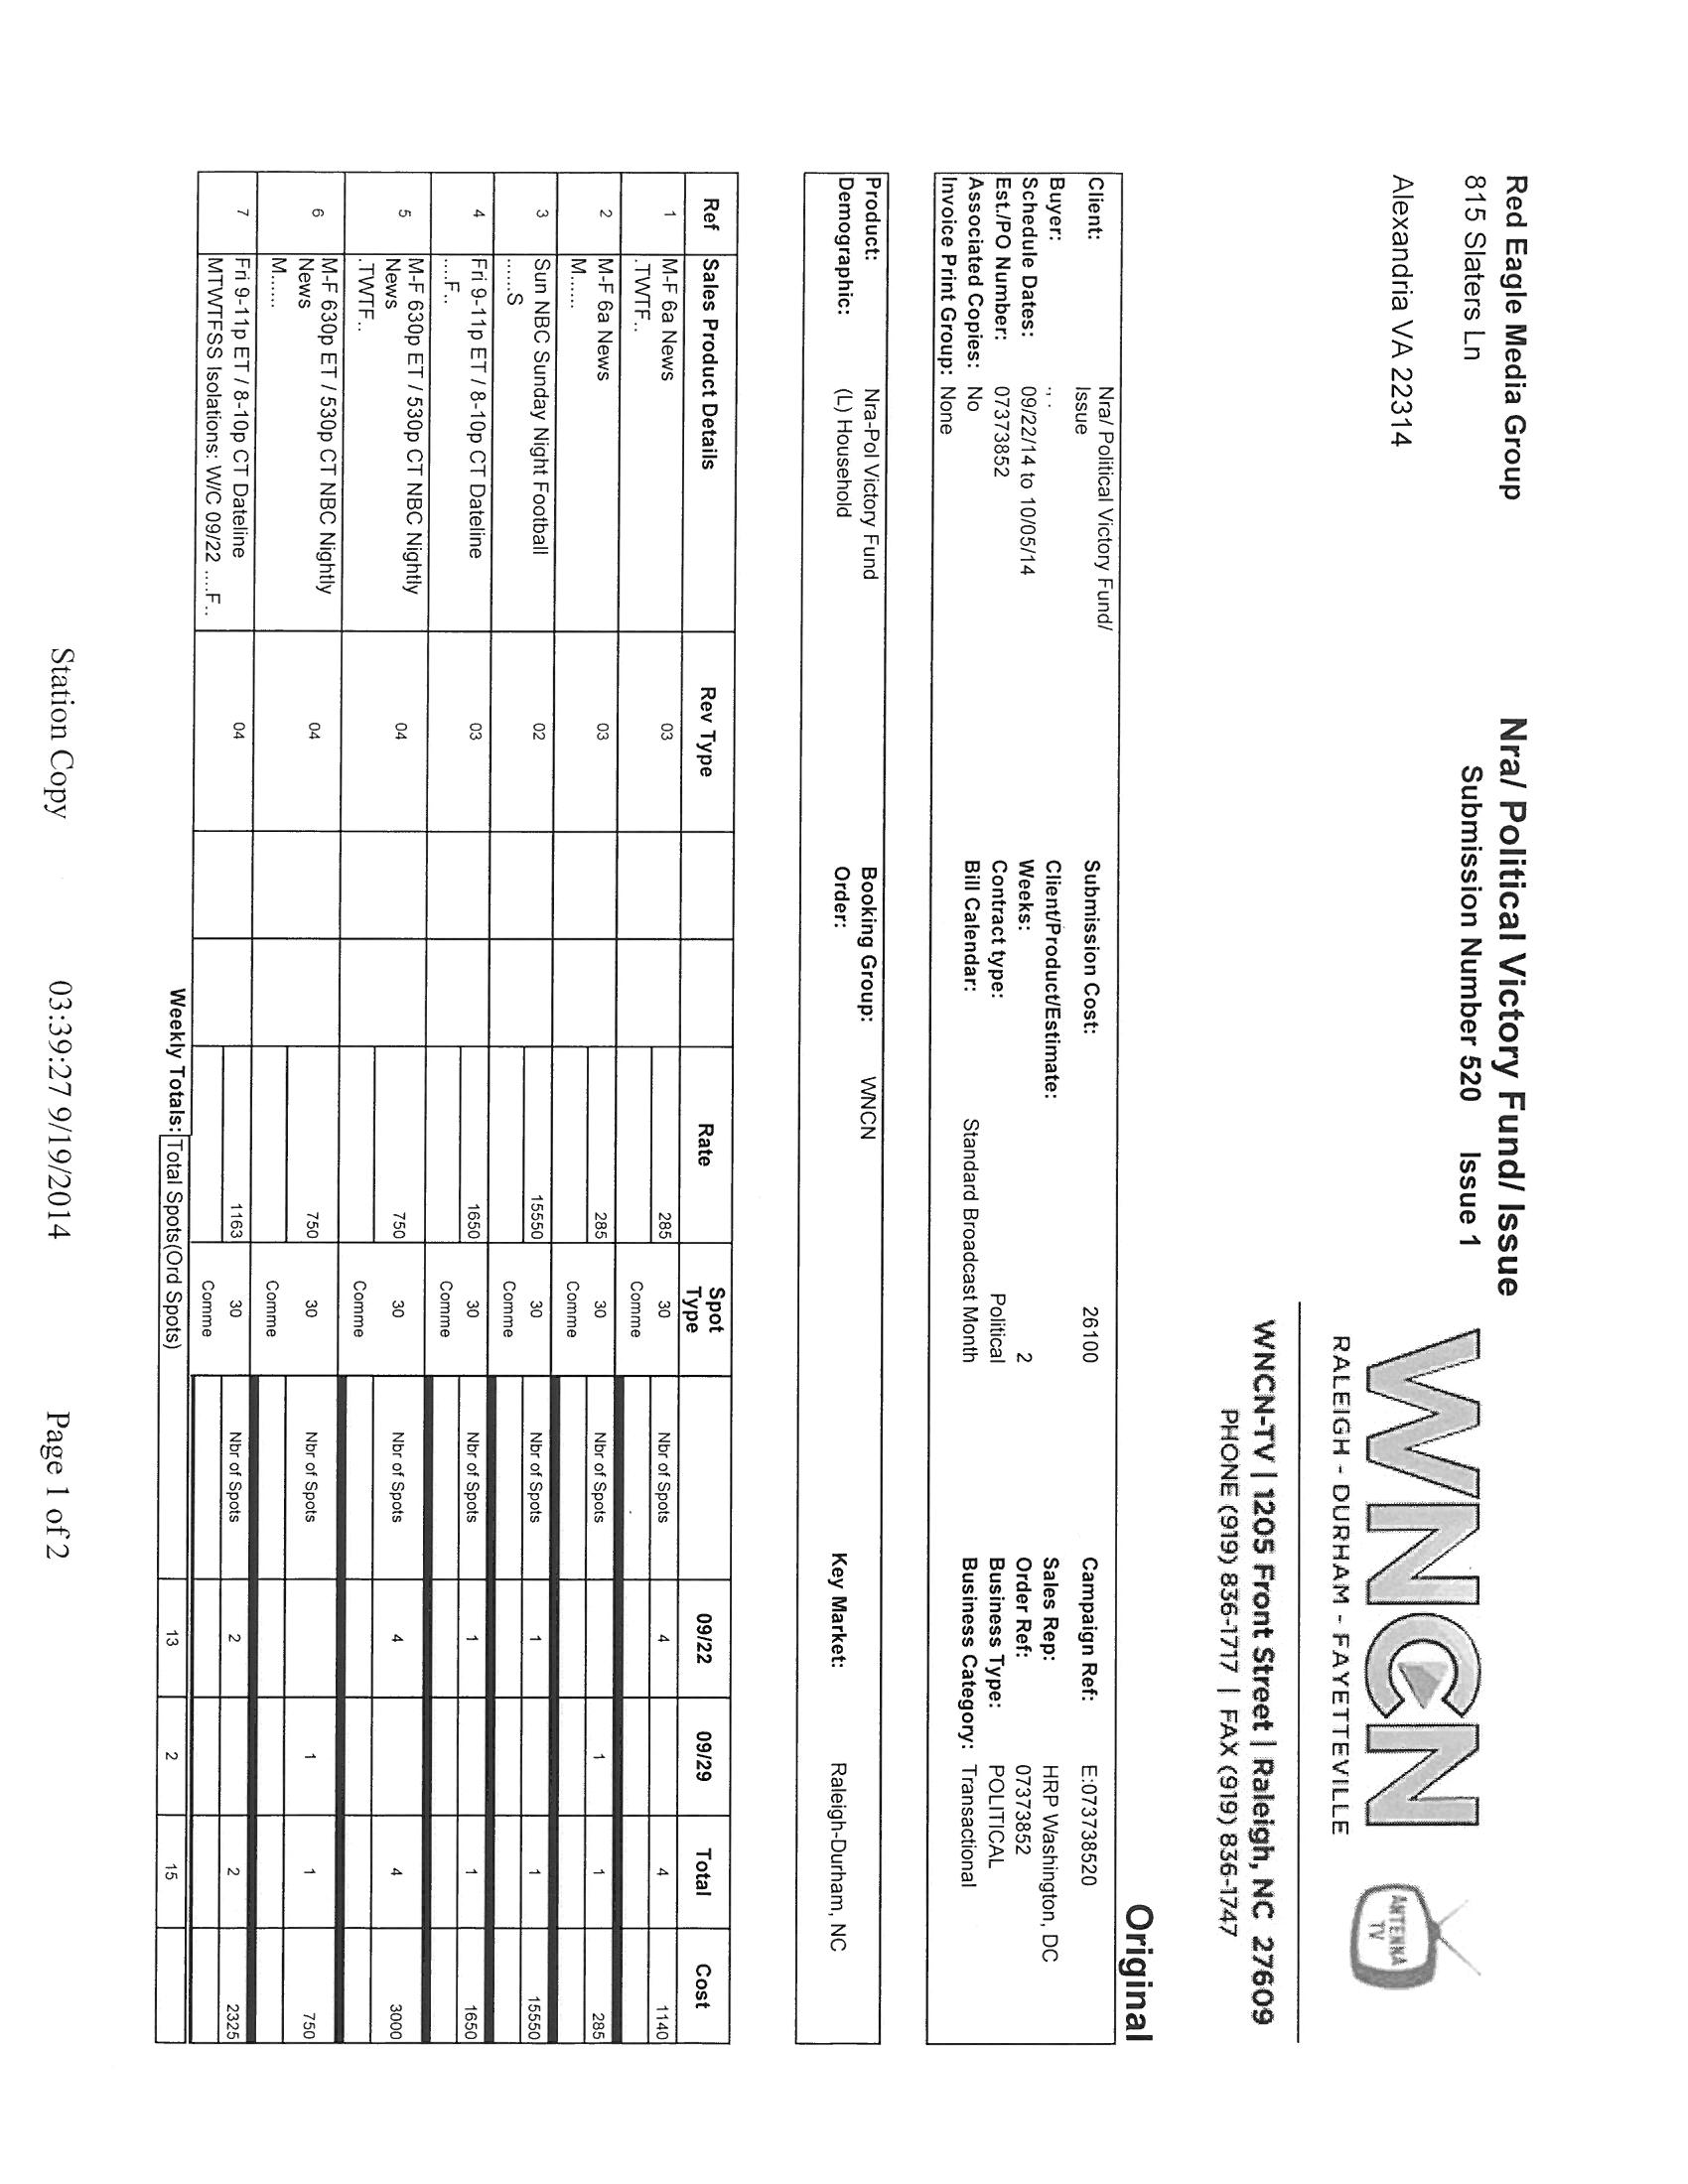 Red Eagle Media Group
815 Slaters Ln
Alexandria VA 22314
Nra/ Political Victory Fund/ Issue
Submission Number 520 Issue 1
WNCN
RALEIGH - DURHAM - FAYETTEVILLE
ANTENNA TV
WNCN-TV | 1205 Front Street | Raleigh, NC 27609
PHONE (919) 836-1717 | FAX (919) 836-1747
Original
Client: Nra/ Political Victory Fund/ Issue Submission Cost: 26100 Campaign Ref: E:073738520
Buyer: ., . Client/Product/Estimate: Sales Rep: HRP Washington, DC
Schedule Dates: 09/22/14 to 10/05/14 Weeks: 2 Order Ref: 07373852
Est./PO Number: 07373852 Contract type: Political Business Type: POLITICAL
Associated Copies: No Bill Calendar: Standard Broadcast Month Business Category: Transactional
Invoice Print Group: None
Product: Nra-Pol Victory Fund Booking Group: WNCN
Demographic: (L) Household Order: Key Market: Raleigh-Durham, NC
Ref Sales Product Details Rev Type Rate Spot Type 09/22 09/29 Total Cost
1 M-F 6a News 03 285 30 Nbr of Spots 4 4 1140
.TWTF.. Comme
2 M-F 6a News 03 285 30 Nbr of Spots 1 1 285
M...... Comme
3 Sun NBC Sunday Night Football 02 15550 30 Nbr of Spots 1 1 15550
......S Comme
4 Fri 9-11p ET / 8-10p CT Dateline 03 1650 30 Nbr of Spots 1 1 1650
....F.. Comme
5 M-F 630p ET / 530p CT NBC Nightly News 04 750 30 Nbr of Spots 4 4 3000
.TWTF.. Comme
6 M-F 630p ET / 530p CT NBC Nightly News 04 750 30 Nbr of Spots 1 1 750
M...... Comme
7 Fri 9-11p ET / 8-10p CT Dateline 04 1163 30 Nbr of Spots 2 2 2325
MTWTFSS Isolations: W/C 09/22 ....F.. Comme
Weekly Totals: Total Spots(Ord Spots) 13 2 15
Station Copy 03:39:27 9/19/2014 Page 1 of 2